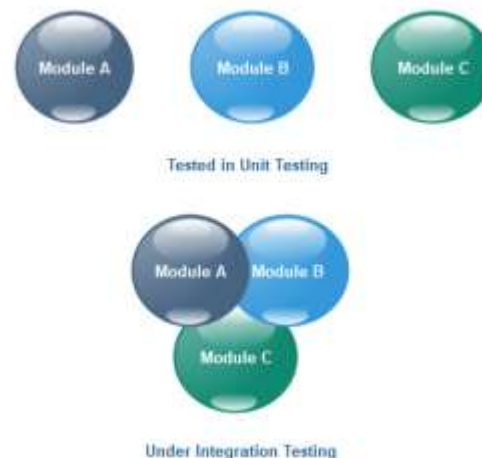 Module A Module B Module C
Tested in Unit Testing
Module A Module B
Module C
Under Integration Testing